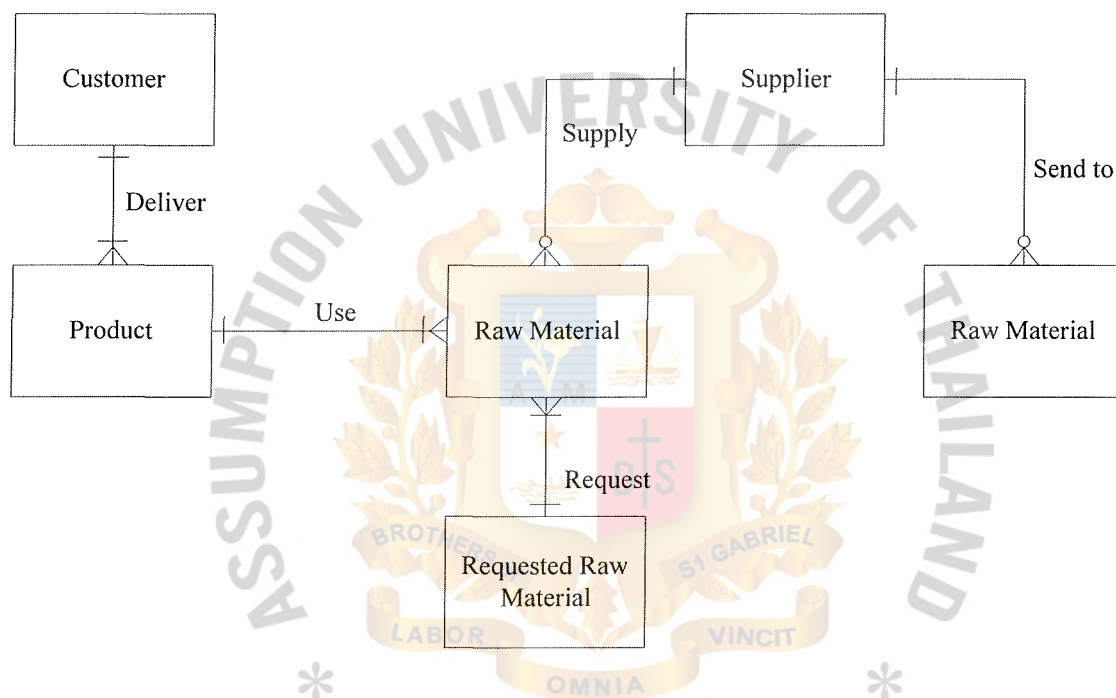 Customer
Supplier
Supply
Send to
Deliver
Product
Use
Raw Material
Raw Material
Request
Requested Raw
Material
ASSUMPTION UNIVERSITY OF THAILAND
A M
D S
BROTHERS
GABRIEL
LABOR
VINCIT
OMNIA
* *